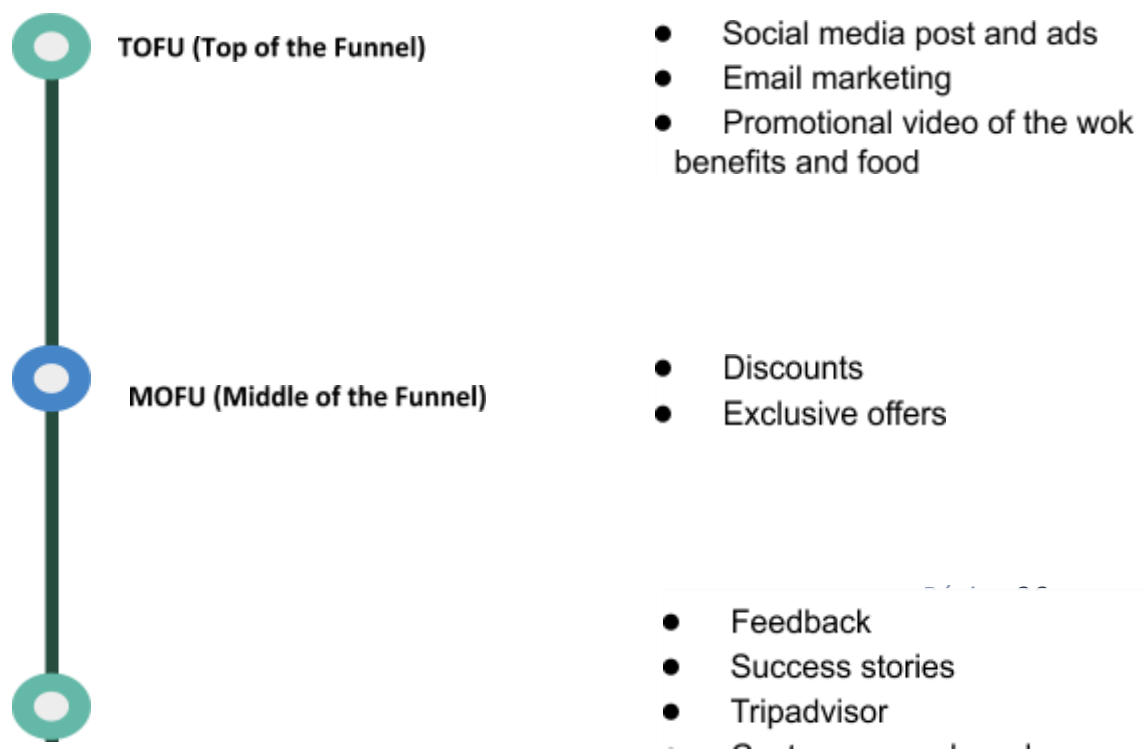 TOFU (Top of the Funnel)
● Social media post and ads
● Email marketing
● Promotional video of the wok
benefits and food
MOFU (Middle of the Funnel)
● Discounts
● Exclusive offers
● Feedback
● Success stories
● Tripadvisor